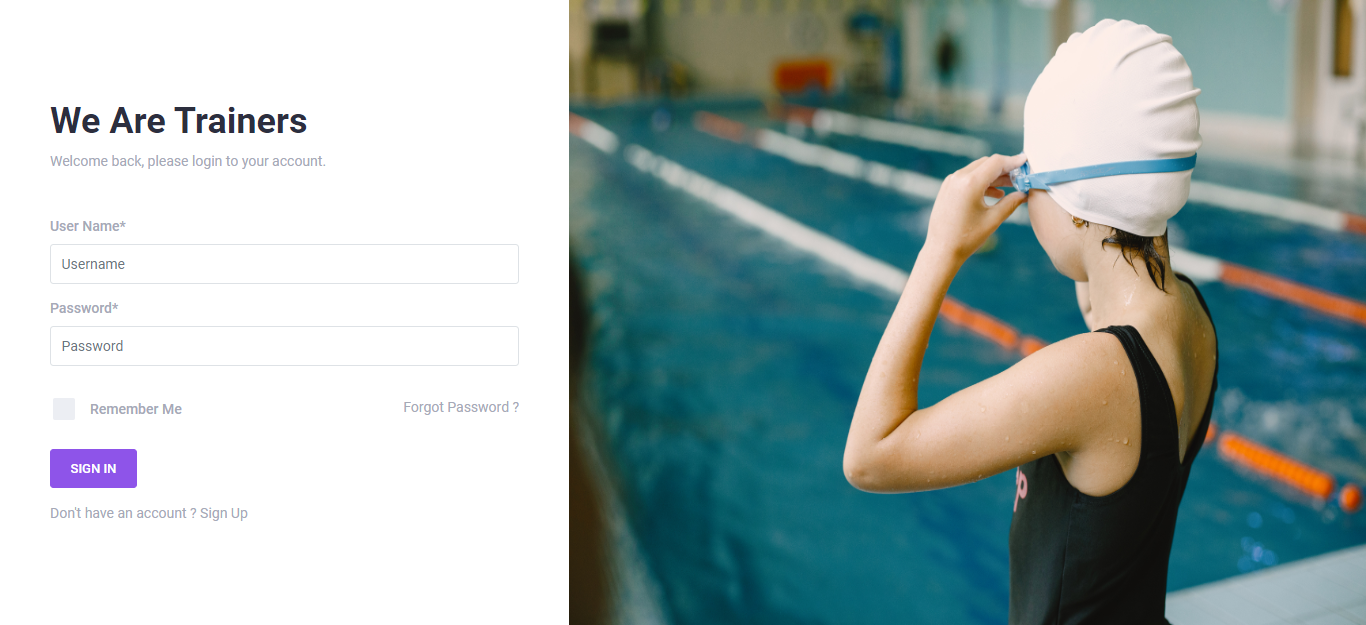 We Are Trainers
Welcome back, please login to your account.
User Name*
Username
Password*
Password
Remember Me
Forgot Password ?
SIGN IN
Don't have an account ? Sign Up